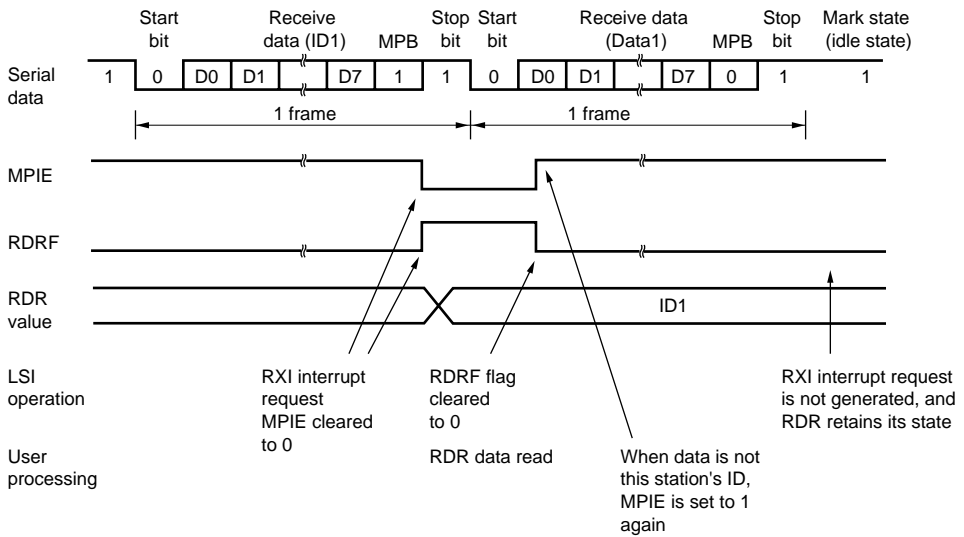 Start bit
Receive data (ID1)
MPB
Stop bit
Start bit
Receive data (Data1)
MPB
Stop bit
Mark state (idle state)
Serial data
1 0 D0 D1 D7 1 1 0 D0 D1 D7 0 1 1
1 frame
1 frame
MPIE
RDRF
RDR value
ID1
LSI operation
RXI interrupt
request
MPIE cleared
to 0
RDRF flag
cleared
to 0
RXI interrupt request
is not generated, and
RDR retains its state
User processing
RDR data read
When data is not
this station's ID,
MPIE is set to 1
again